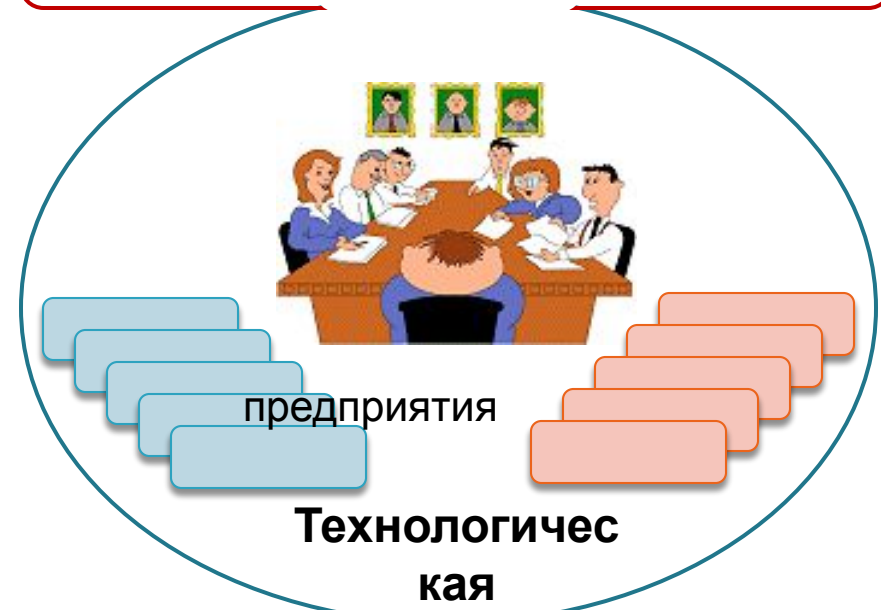 предприятия
Технологичес
кая